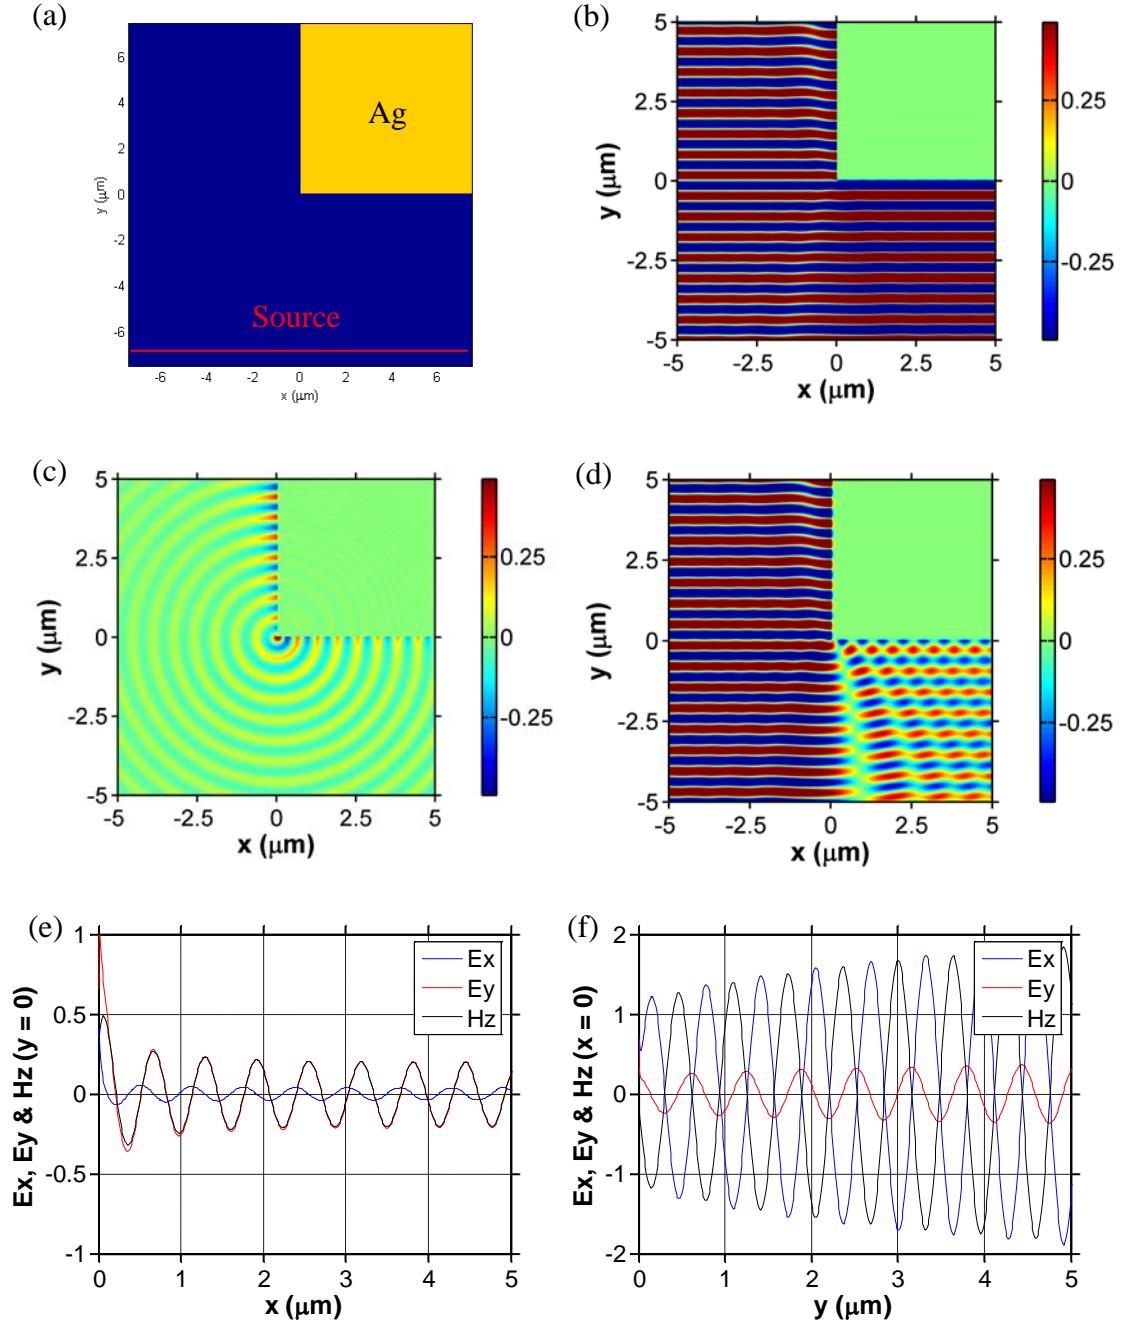 (a)
Ag
Source
6
4
2
0
-2
-4
-6
y (μm)
-6 -4 -2 0 2 4 6
x (μm)
(b)
5
2.5
0
-2.5
-5
y (μm)
-5 -2.5 0 2.5 5
x (μm)
0.25
0
-0.25
(c)
5
2.5
0
-2.5
-5
y (μm)
-5 -2.5 0 2.5 5
x (μm)
0.25
0
-0.25
(d)
5
2.5
0
-2.5
-5
y (μm)
-5 -2.5 0 2.5 5
x (μm)
0.25
0
-0.25
(e)
1
0.5
0
-0.5
-1
Ex, Ey & Hz (y = 0)
Ex
Ey
Hz
0 1 2 3 4 5
x (μm)
(f)
2
1
0
-1
-2
Ex, Ey & Hz (x = 0)
Ex
Ey
Hz
0 1 2 3 4 5
y (μm)